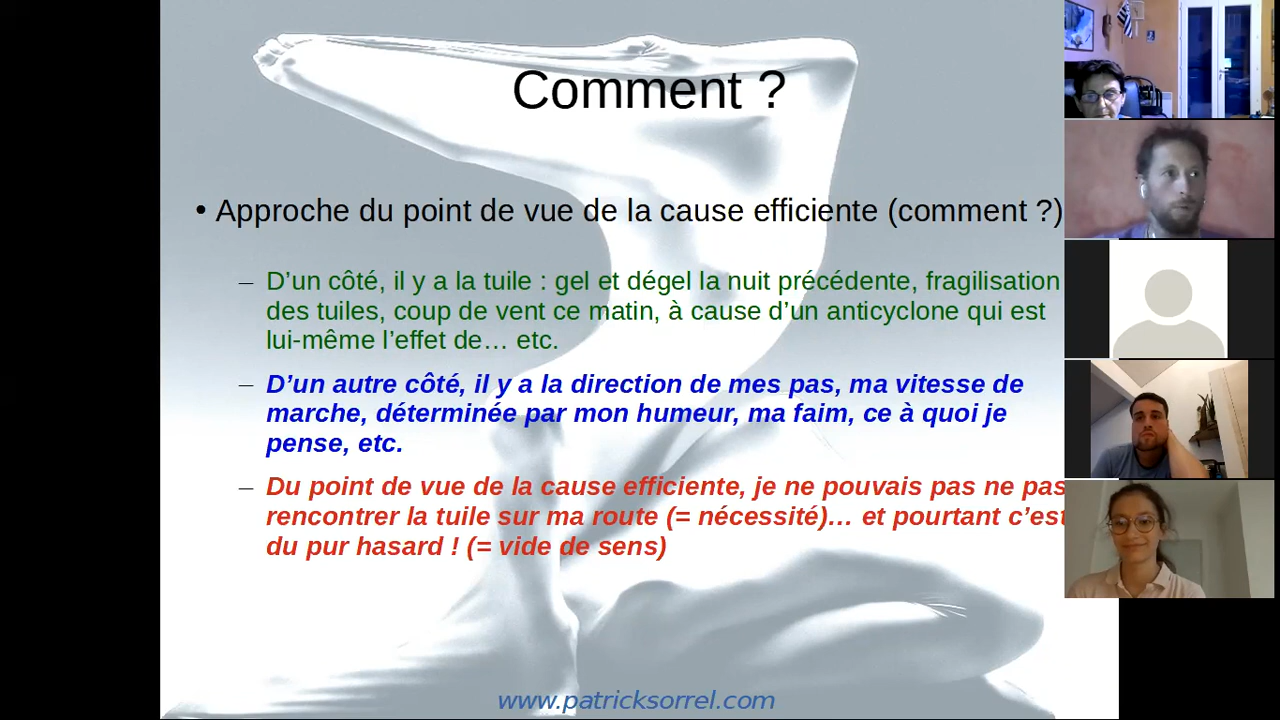 Comment ?
• Approche du point de vue de la cause efficiente (comment ?)
– D’un côté, il y a la tuile : gel et dégel la nuit précédente, fragilisation
des tuiles, coup de vent ce matin, à cause d’un anticyclone qui est
lui-même l’effet de… etc.
– D’un autre côté, il y a la direction de mes pas, ma vitesse de
marche, déterminée par mon humeur, ma faim, ce à quoi je
pense, etc.
– Du point de vue de la cause efficiente, je ne pouvais pas ne pas
rencontrer la tuile sur ma route (= nécessité)… et pourtant c’est
du pur hasard ! (= vide de sens)
www.patricksorrel.com